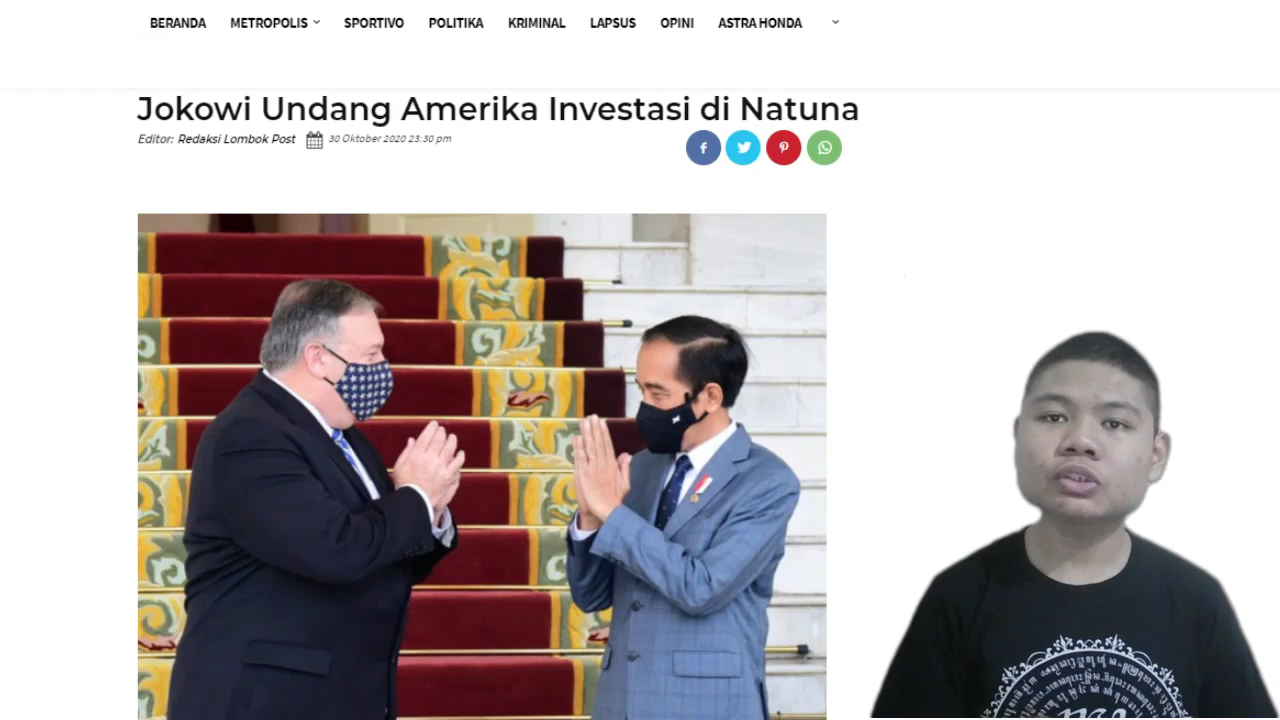 BERANDA METROPOLIS SPORTIVO POLITIKA KRIMINAL LAPSUS OPINI ASTRA HONDA
Jokowi Undang Amerika Investasi di Natuna
Editor: Redaksi Lombok Post 30 Oktober 2020 23:30 pm